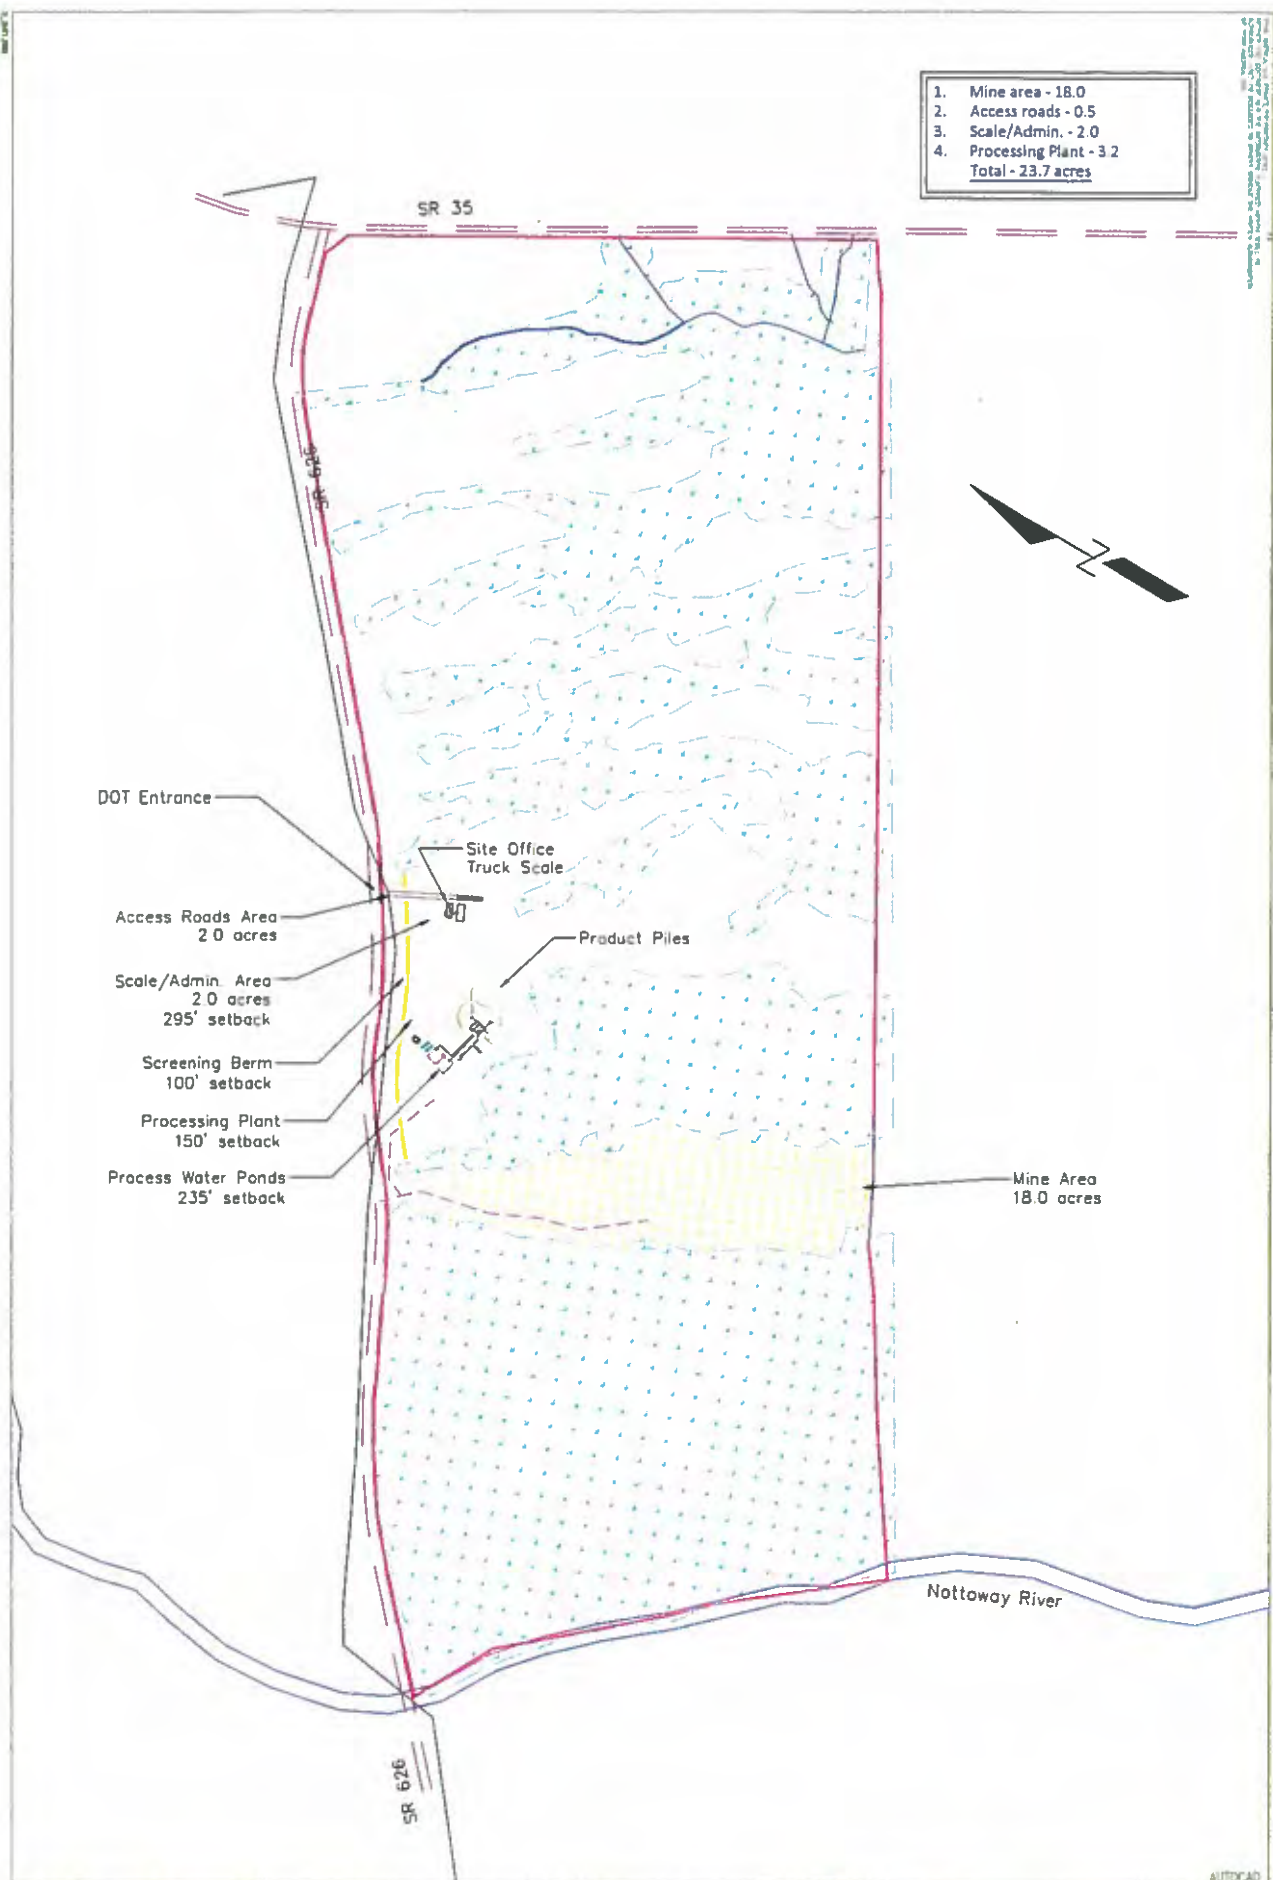 1. Mine area - 18.0
2. Access roads - 0.5
3. Scale/Admin. - 2.0
4. Processing Plant - 3.2
Total - 23.7 acres
SR 35
SR 626
DOT Entrance
Site Office
Truck Scale
Access Roads Area
2.0 acres
Product Piles
Scale/Admin. Area
2.0 acres
295' setback
Screening Berm
100' setback
Processing Plant
150' setback
Process Water Ponds
235' setback
Mine Area
18.0 acres
Nottoway River
SR 626
AUTOCAD